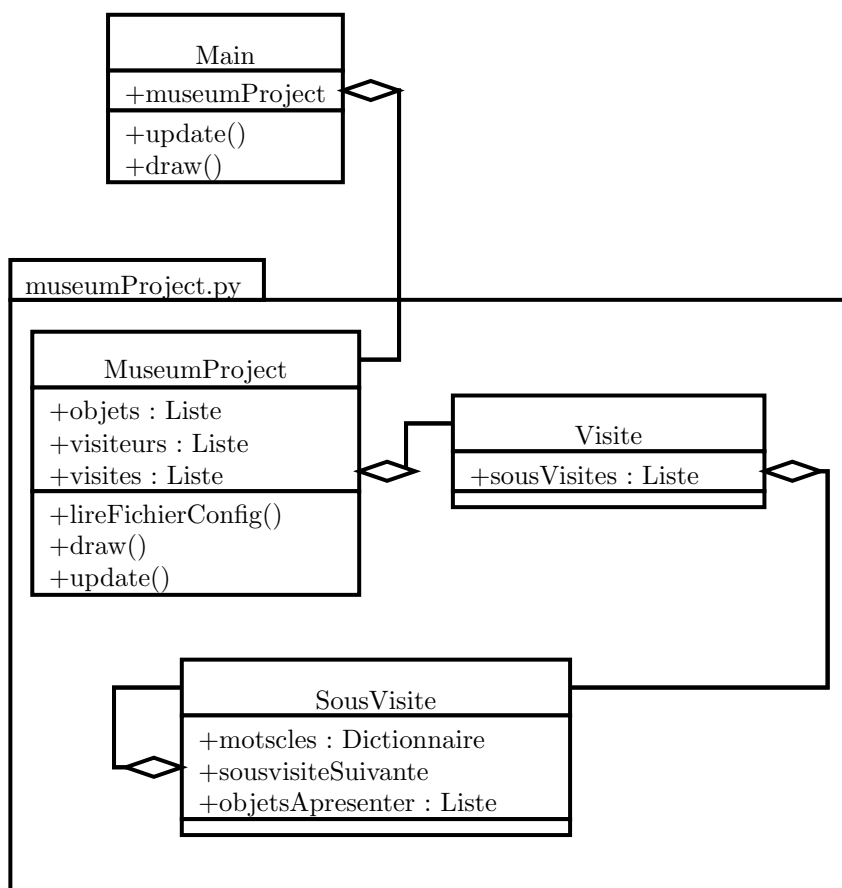 Main
+museumProject
+update()
+draw()
museumProject.py
MuseumProject
+objets : Liste
+visiteurs : Liste
+visites : Liste
+lireFichierConfig()
+draw()
+update()
Visite
+sousVisites : Liste
SousVisite
+motscles : Dictionnaire
+sousvisiteSuivante
+objetsApresenter : Liste